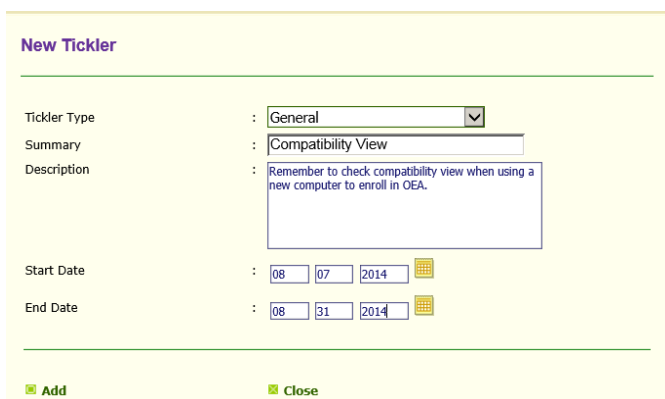 New Tickler
Tickler Type : General
Summary : Compatibility View
Description : Remember to check compatibility view when using a
new computer to enroll in OEA.
Start Date : 08 07 2014
End Date : 08 31 2014
Add Close